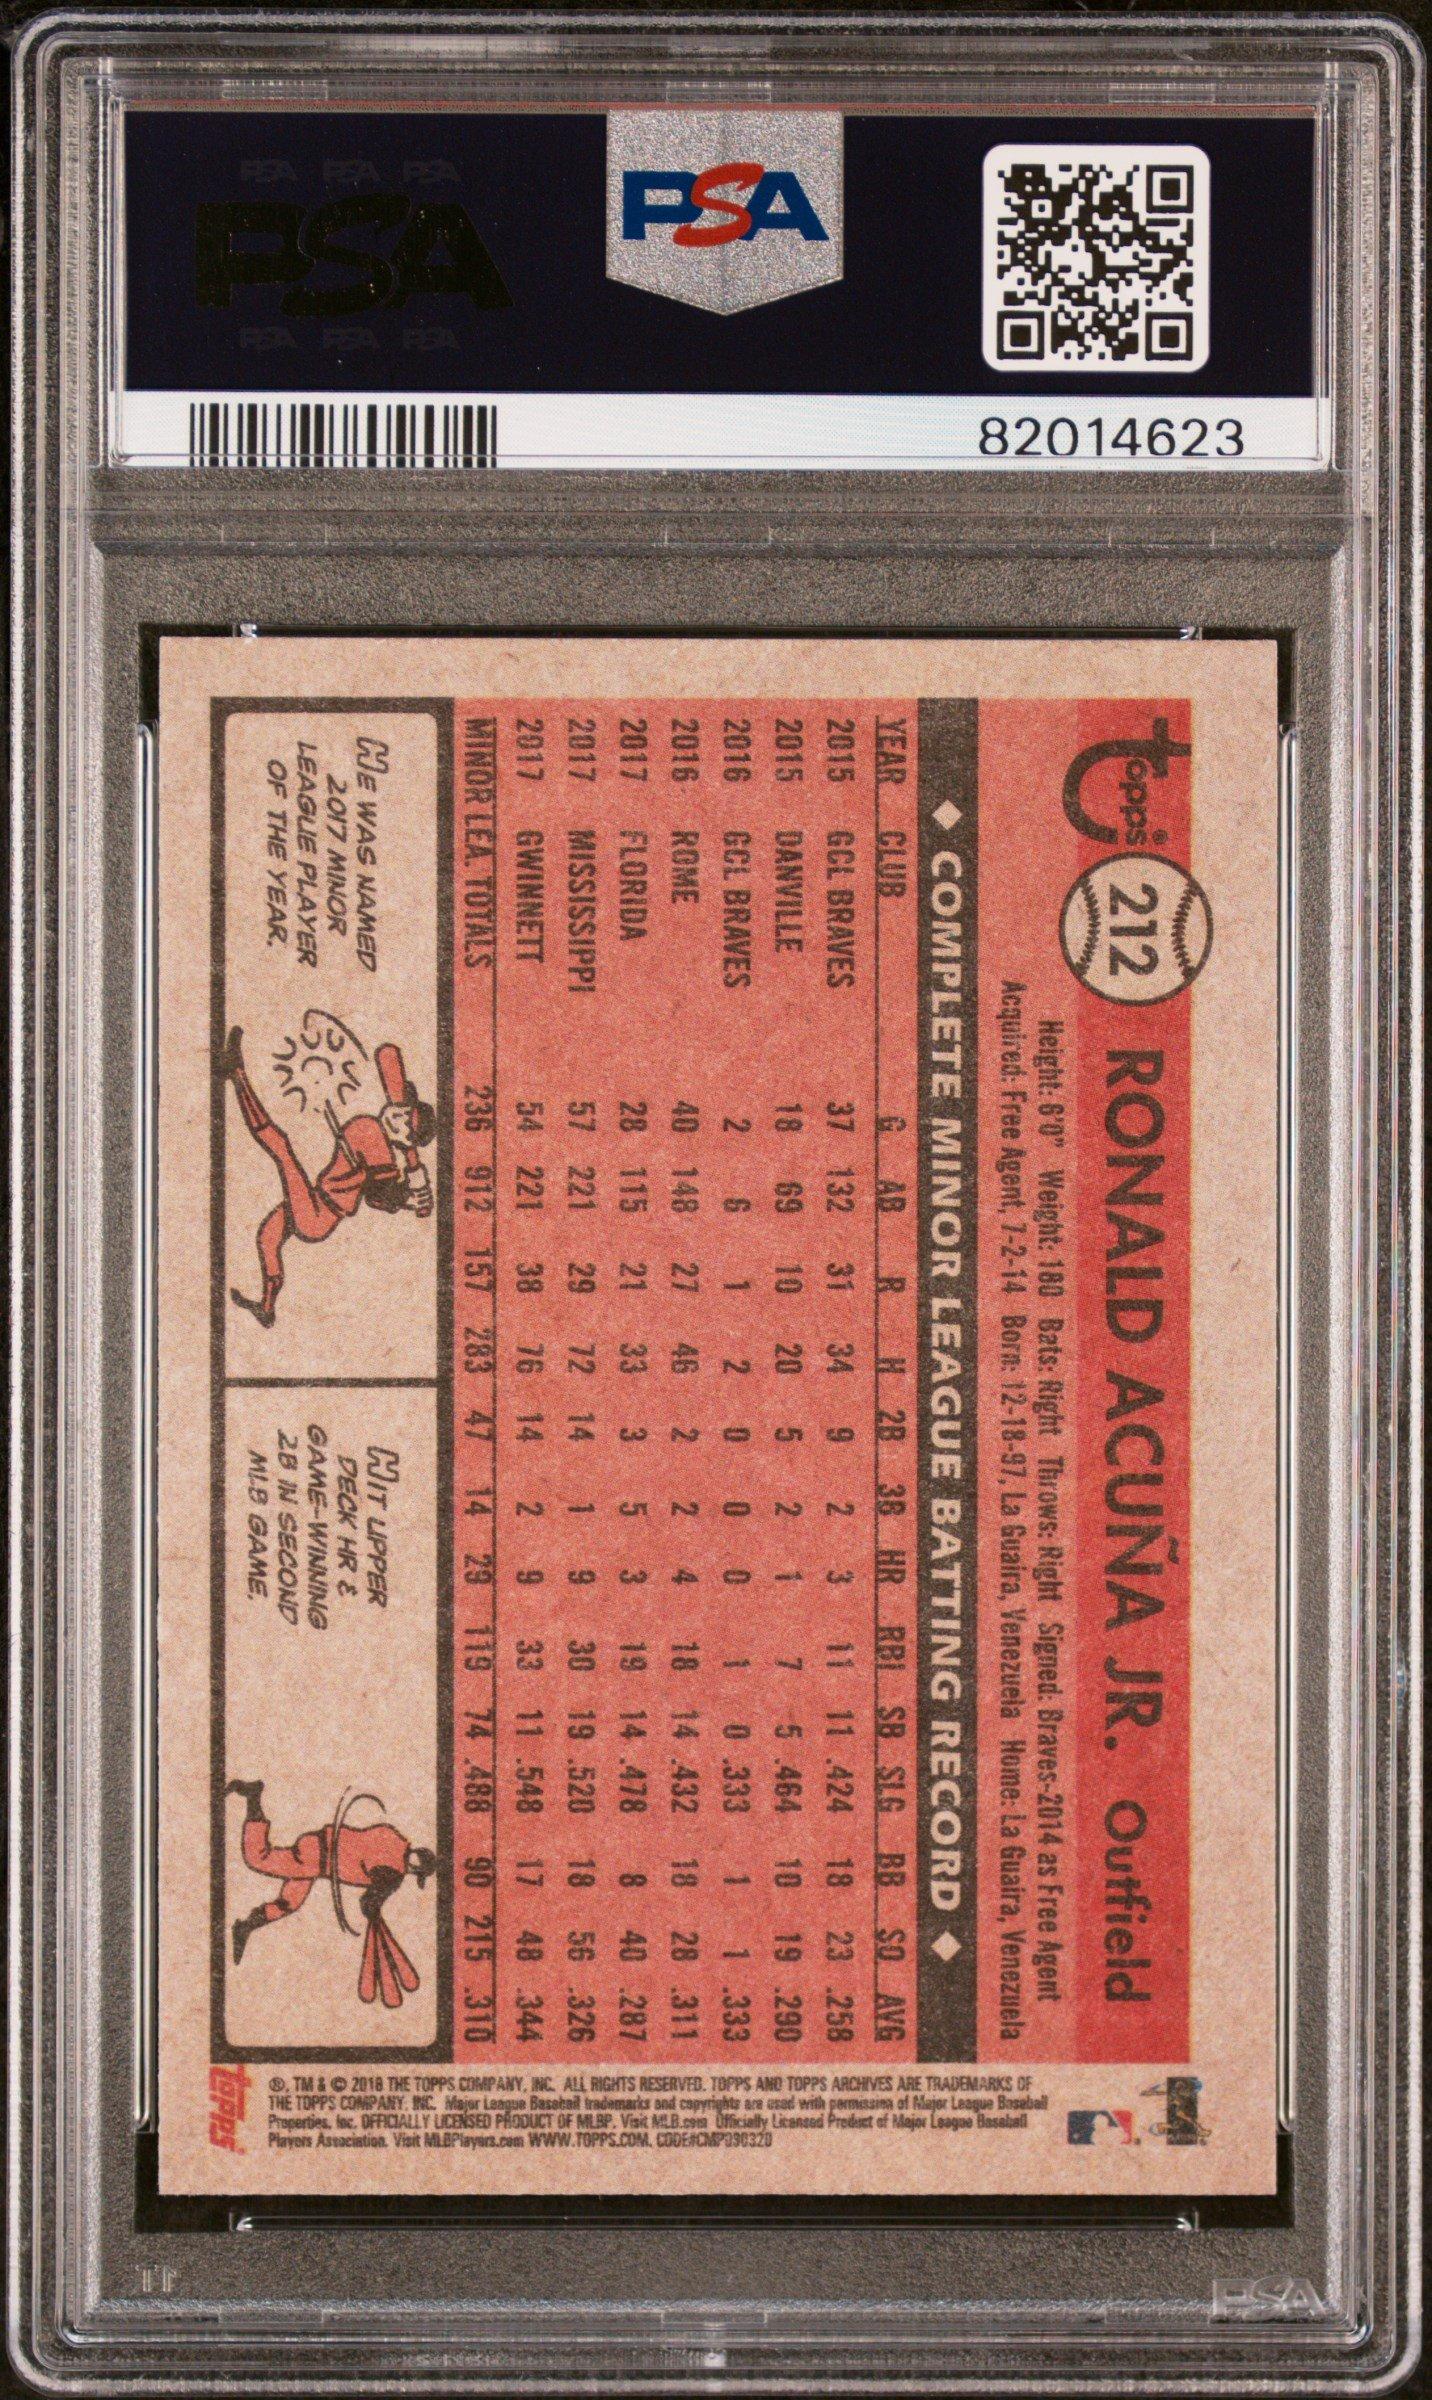 PSA PSA PSA
PSA
PSA PSA PSA
PSA
82014623
topps
212 RONALD ACUÑA JR. Outfield
Height: 6'0" Weight: 180 Bats: Right Throws: Right Signed: Braves-2014 as Free Agent
Acquired: Free Agent, 7-2-14 Born: 12-18-97, La Guaira, Venezuela Home: La Guaira, Venezuela
◆ COMPLETE MINOR LEAGUE BATTING RECORD ◆
YEAR CLUB G AB R H 2B 3B HR RBI SB SLG BB SO AVG
2015 GCL BRAVES 37 132 31 34 9 2 3 11 11 .424 18 23 .258
2015 DANVILLE 18 69 10 20 5 2 1 7 5 .464 10 19 .290
2016 GCL BRAVES 2 6 1 2 0 0 0 1 0 .333 1 1 .333
2016 ROME 40 148 27 46 2 2 4 18 14 .432 18 28 .311
2017 FLORIDA 28 115 21 33 3 5 3 19 14 .478 8 40 .287
2017 MISSISSIPPI 57 221 29 72 14 1 9 30 19 .520 18 56 .326
2017 GWINNETT 54 221 38 76 14 2 9 33 11 .548 17 48 .344
MINOR LEA. TOTALS 236 912 157 283 47 14 29 119 74 .488 90 215 .310
HE WAS NAMED
2017 MINOR
LEAGUE PLAYER
OF THE YEAR.
HIT UPPER
DECK HR &
GAME-WINNING
2B IN SECOND
MLB GAME.
®, TM & © 2018 THE TOPPS COMPANY, INC. ALL RIGHTS RESERVED. TOPPS AND TOPPS ARCHIVES ARE TRADEMARKS OF
THE TOPPS COMPANY, INC. Major League Baseball trademarks and copyrights are used with permission of Major League Baseball
Properties, Inc. OFFICIALLY LICENSED PRODUCT OF MLBP. Visit MLB.com Officially Licensed Product of Major League Baseball
Players Association. Visit MLBPlayers.com WWW.TOPPS.COM. CODE#CMP090320
topps
PSA